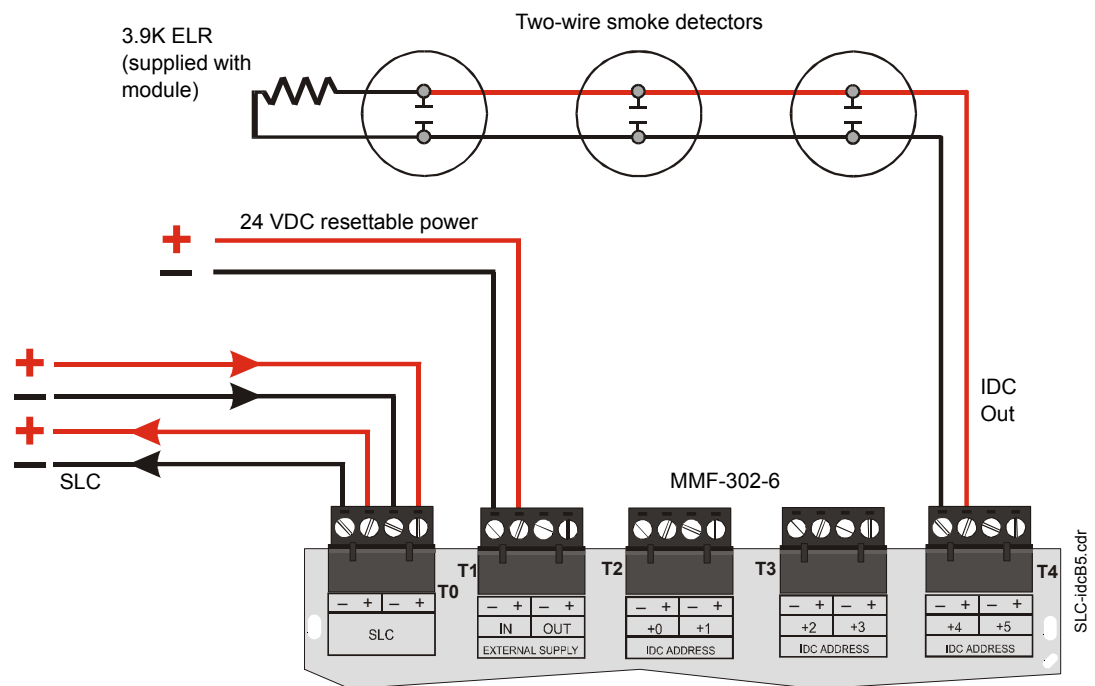 Two-wire smoke detectors
3.9K ELR
(supplied with
module)
24 VDC resettable power
+
–
+
–
+
–
SLC
IDC
Out
MMF-302-6
T0
T1
T2
T3
T4
– + – +
SLC
– + – +
IN OUT
EXTERNAL SUPPLY
– + – +
+0 +1
IDC ADDRESS
– + – +
+2 +3
IDC ADDRESS
– + – +
+4 +5
IDC ADDRESS
SLC-idcB5.cdr